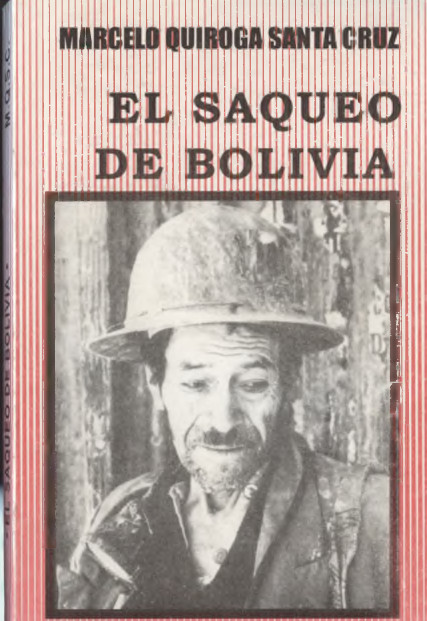 MARCELO QUIROGA SANTA CRUZ
EL SAQUEO
DE BOLIVIA
M.Q.S.C.
- EL SAQUEO DE BOLIVIA -